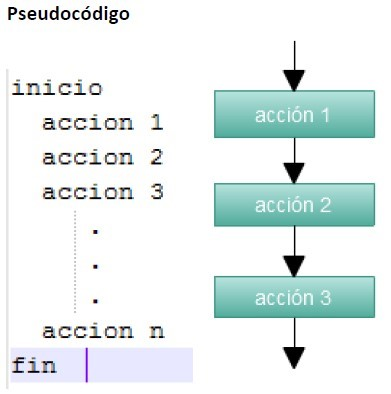 Pseudocódigo
inicio
accion 1
accion 2
accion 3
.
.
.
accion n
fin
acción 1
acción 2
acción 3